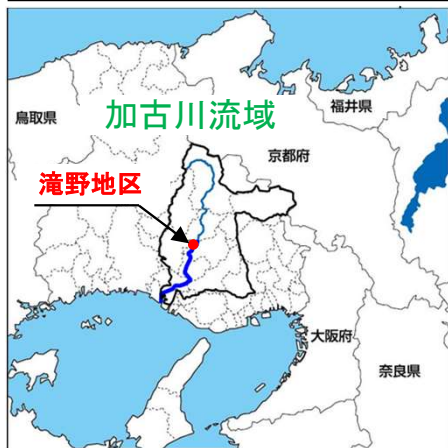 加古川流域
福井県
鳥取県
京都府
滝野地区
大阪府
奈良県